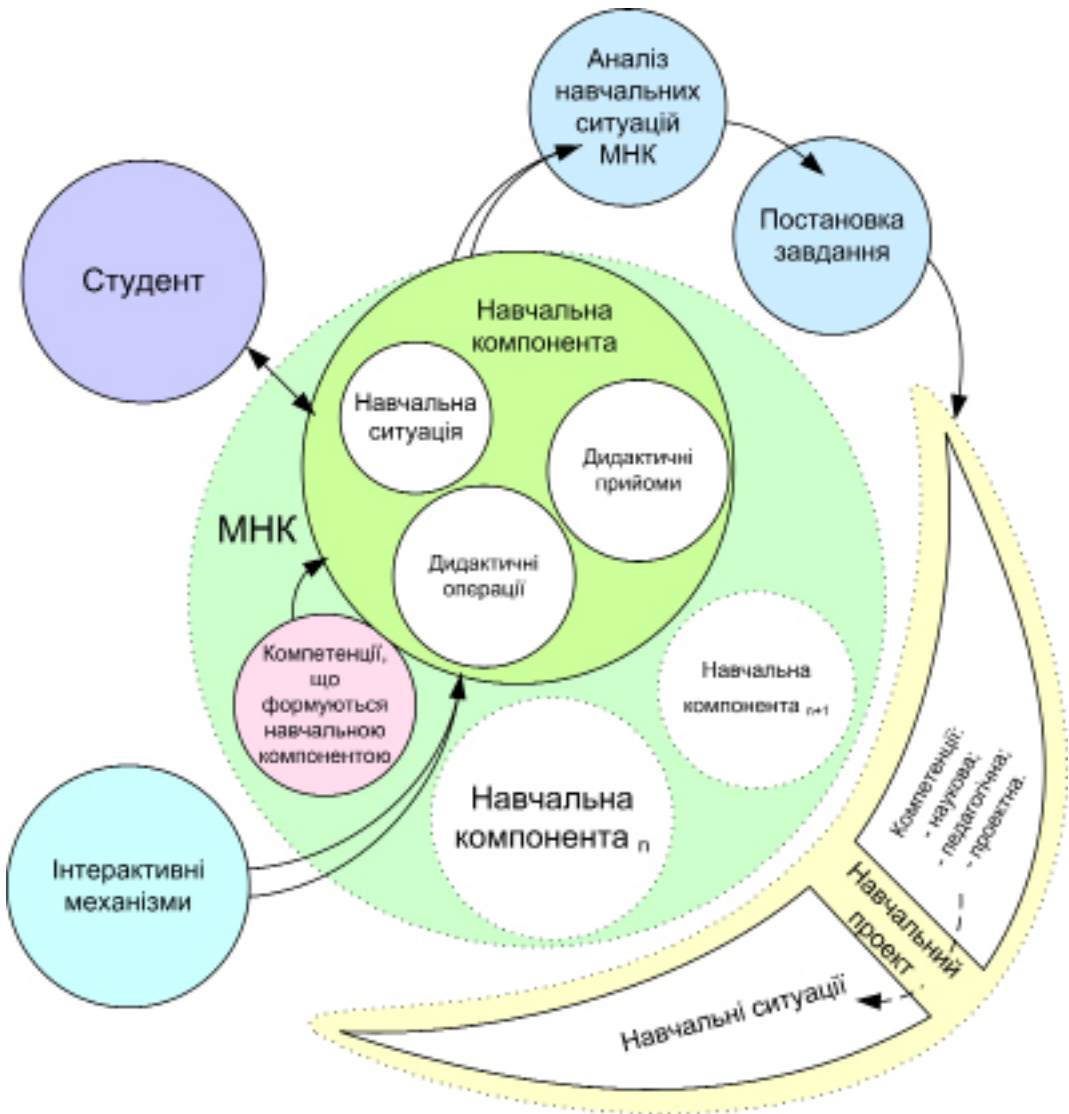 Аналіз
навчальних
ситуацій
МНК
Постановка
завдання
Студент
Навчальна
компонента
Навчальна
ситуація
Дидактичні
прийоми
МНК
Дидактичні
операції
Компетенції,
що
формуються
навчальною
компонентою
Навчальна
компонента n+1
Навчальна
компонента n
Інтерактивні
механізми
Компетенції:
- наукова;
- педагогічна;
- проектна.
Навчальний
проект
Навчальні ситуації